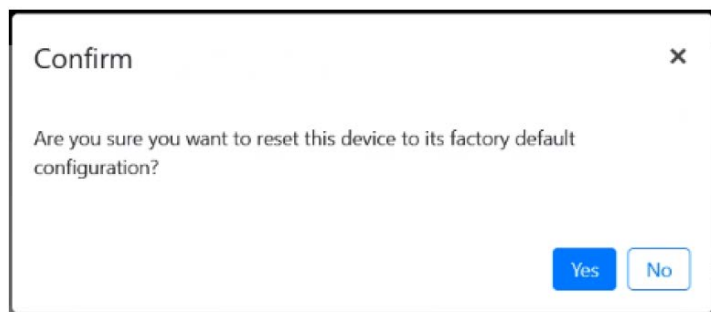 Confirm
Are you sure you want to reset this device to its factory default
configuration?
Yes No